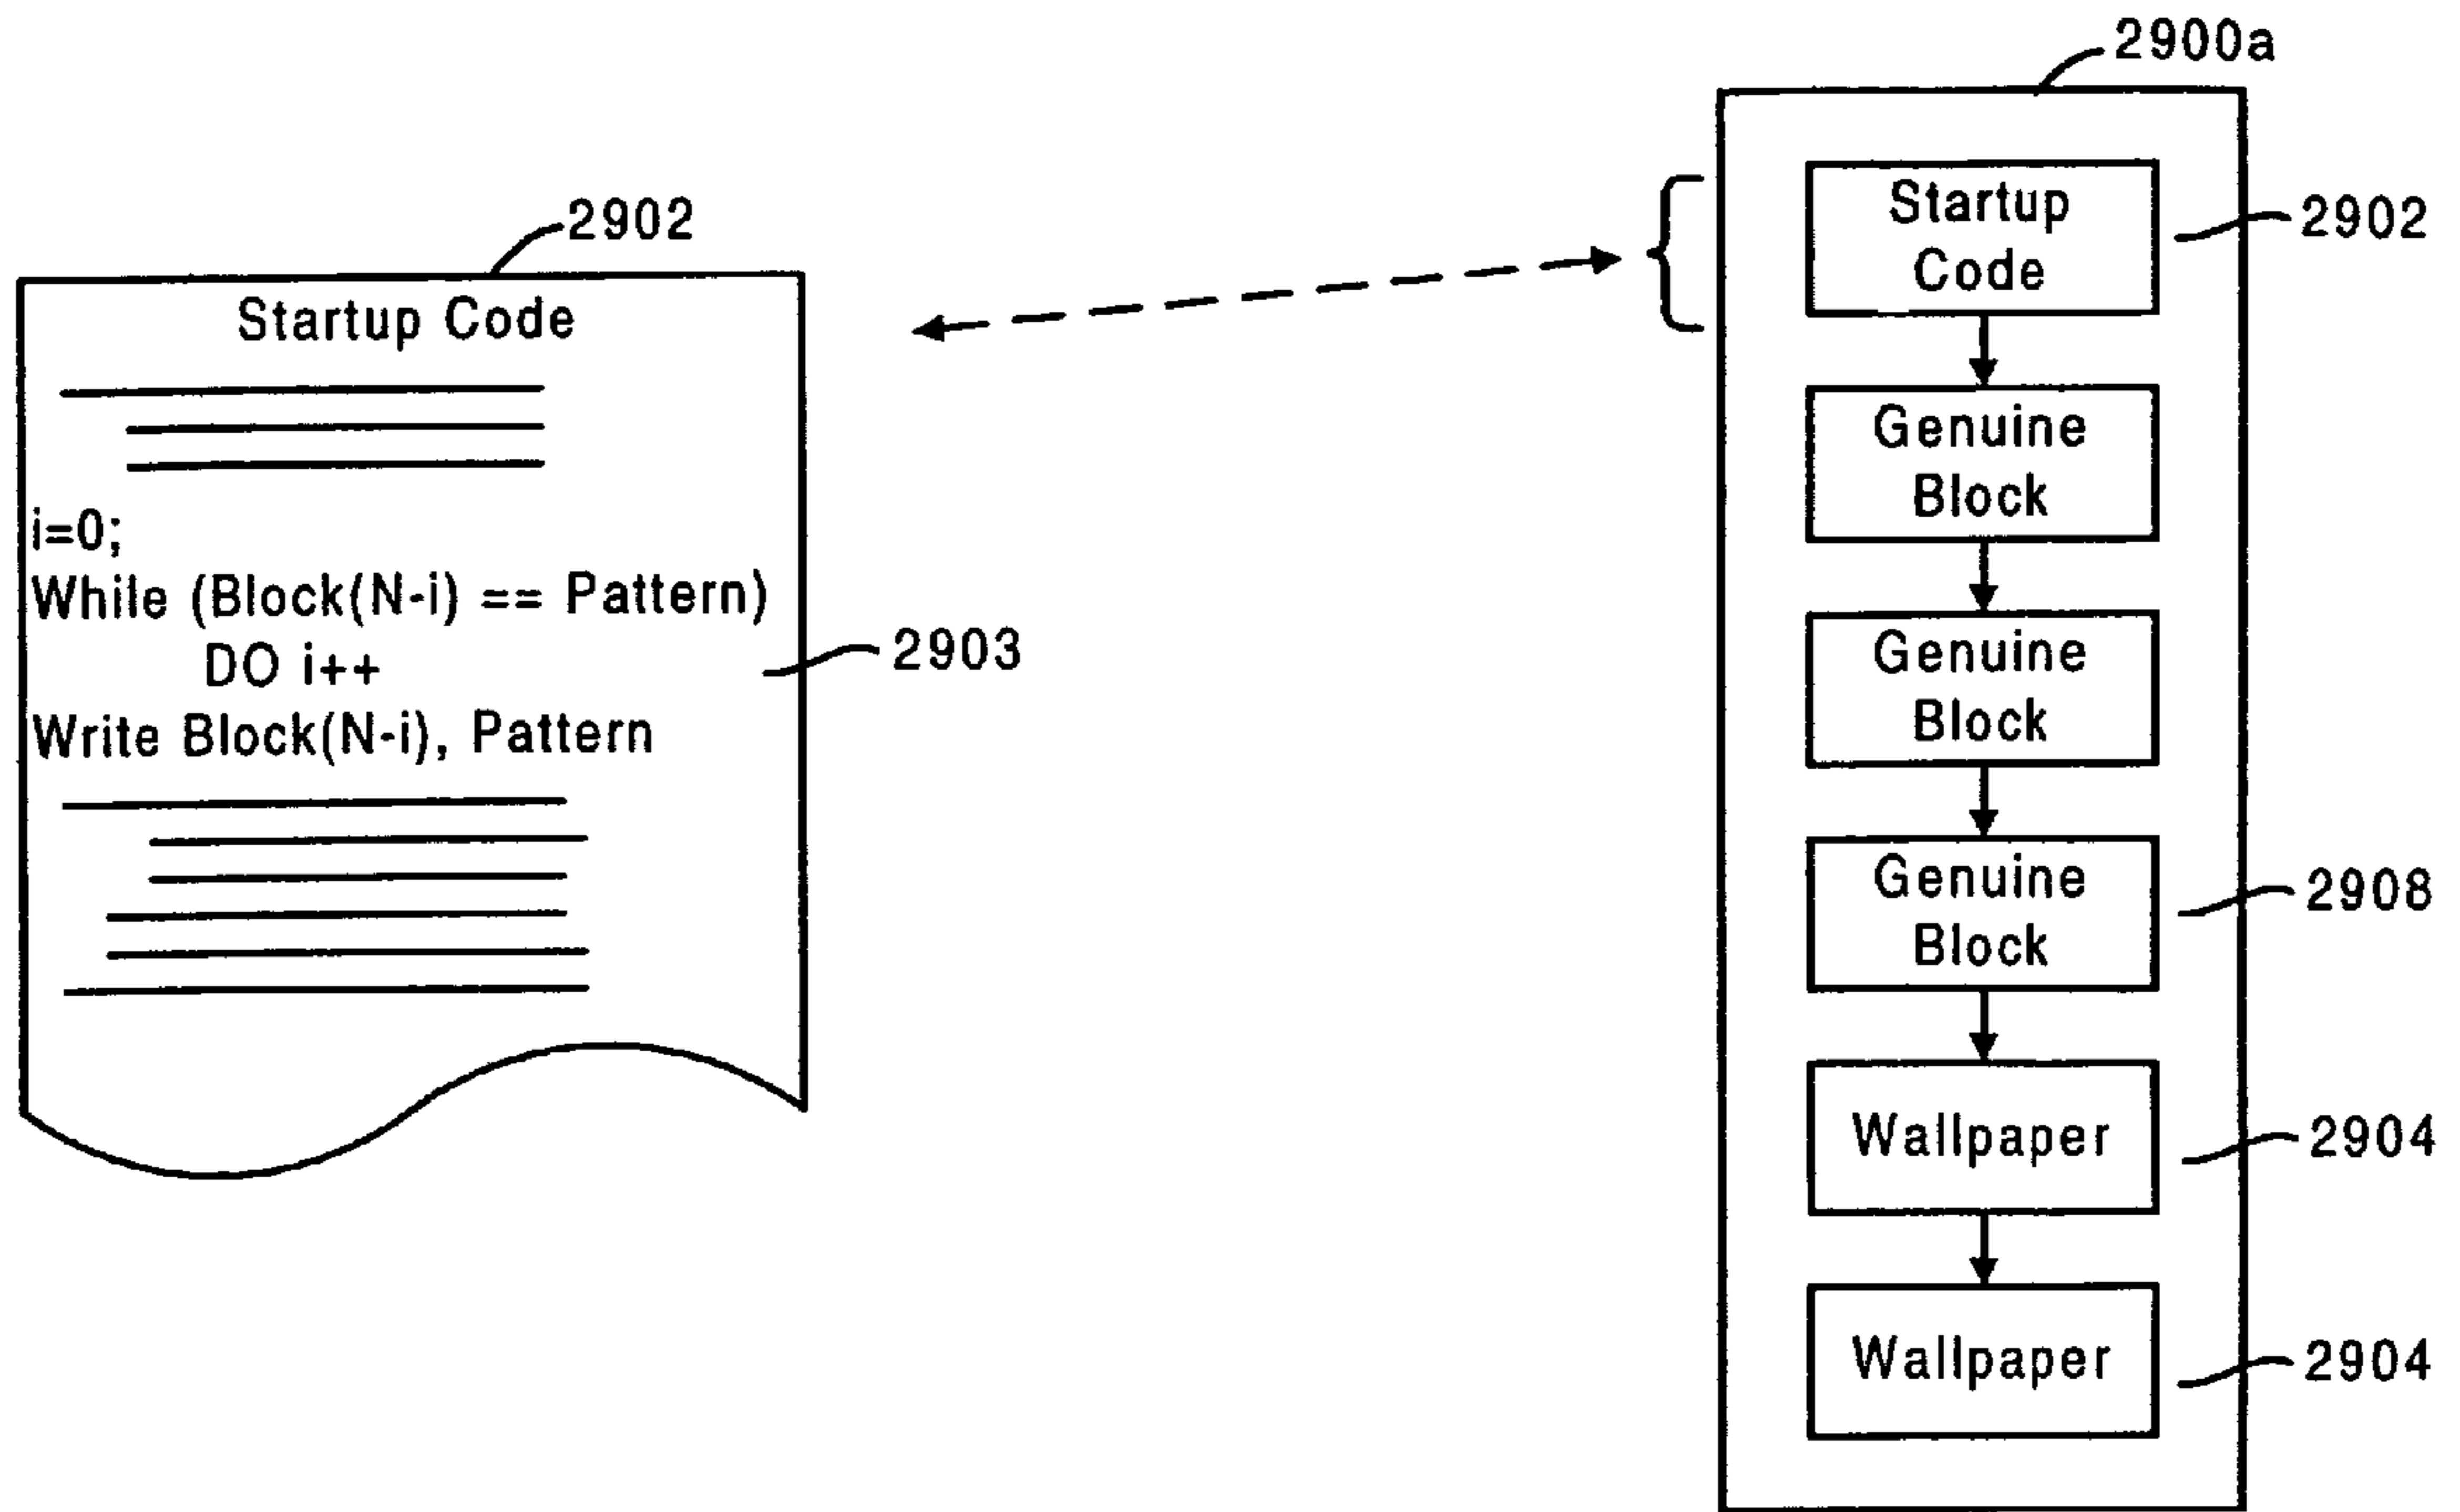 2900a
Startup
Code
2902
2902
Startup Code
i=0;
While (Block(N-i) == Pattern)
DO i++
2903
Write Block(N-i), Pattern
Genuine
Block
Genuine
Block
Genuine
Block
2908
Wallpaper
2904
Wallpaper
2904